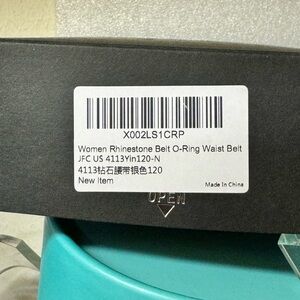 X002LS1CRP
Women Rhinestone Belt O-Ring Waist Belt
JFC US 4113Yin120-N
4113钻石腰带银色120
New Item
Made In China
OPEN